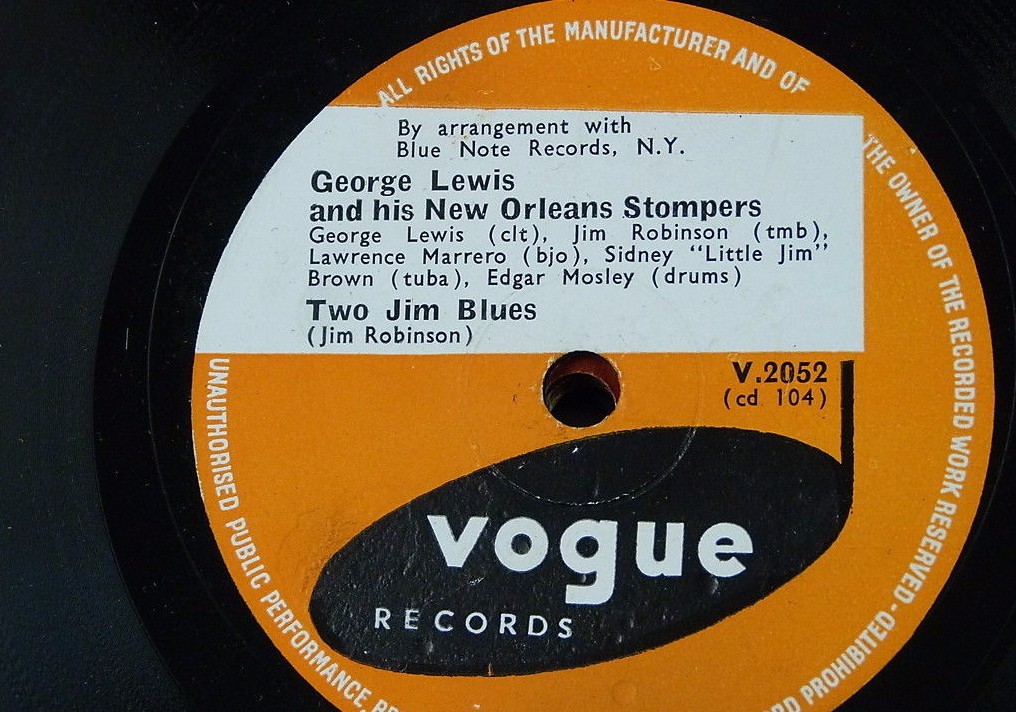 ALL RIGHTS OF THE MANUFACTURER AND OF THE OWNER OF THE RECORDED WORK RESERVED-
UNAUTHORISED PUBLIC PERFORMANCE,
PROHIBITED-
By arrangement with
Blue Note Records, N.Y.
George Lewis
and his New Orleans Stompers
George Lewis (clt), Jim Robinson (tmb),
Lawrence Marrero (bjo), Sidney “Little Jim”
Brown (tuba), Edgar Mosley (drums)
Two Jim Blues
(Jim Robinson)
V.2052
(cd 104)
vogue
RECORDS